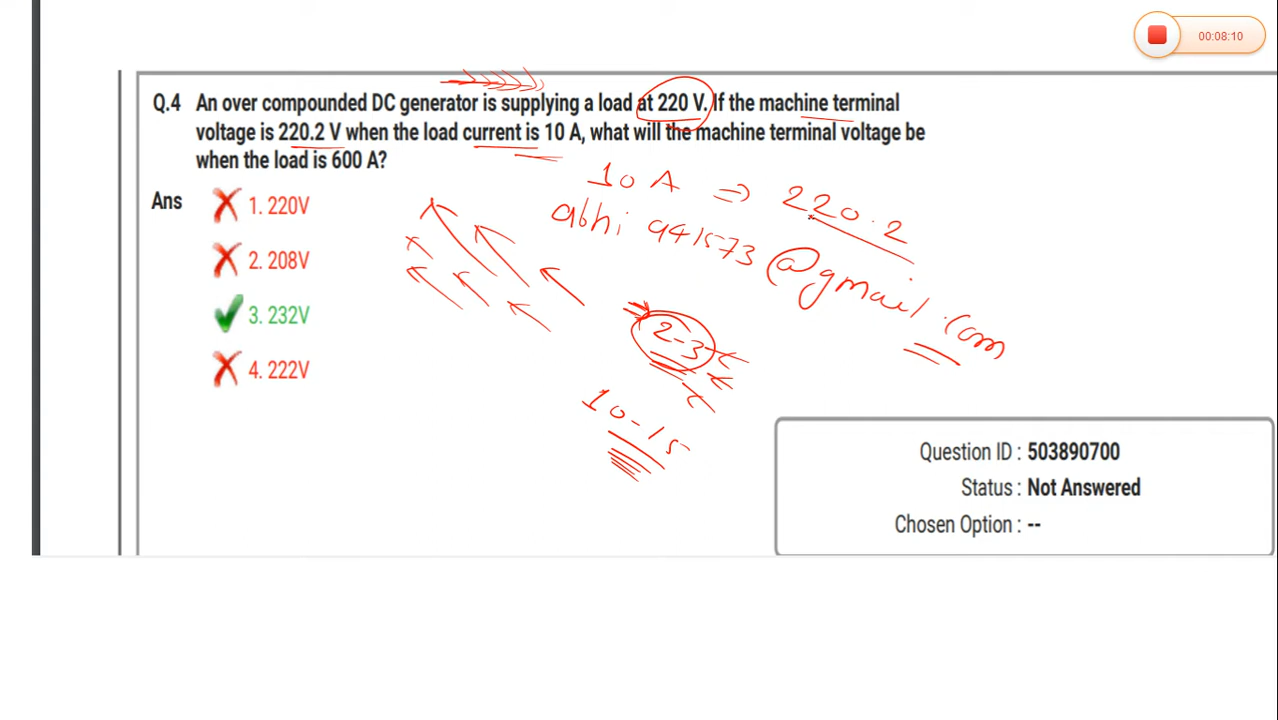 00:08:10
Q.4 An over compounded DC generator is supplying a load at 220 V. If the machine terminal
voltage is 220.2 V when the load current is 10 A, what will the machine terminal voltage be
when the load is 600 A?
Ans
1. 220V
2. 208V
3. 232V
4. 222V
10 A ⇒ 220.2
abhi 941573 @gmail.com
2-3
10-15
Question ID : 503890700
Status : Not Answered
Chosen Option : --